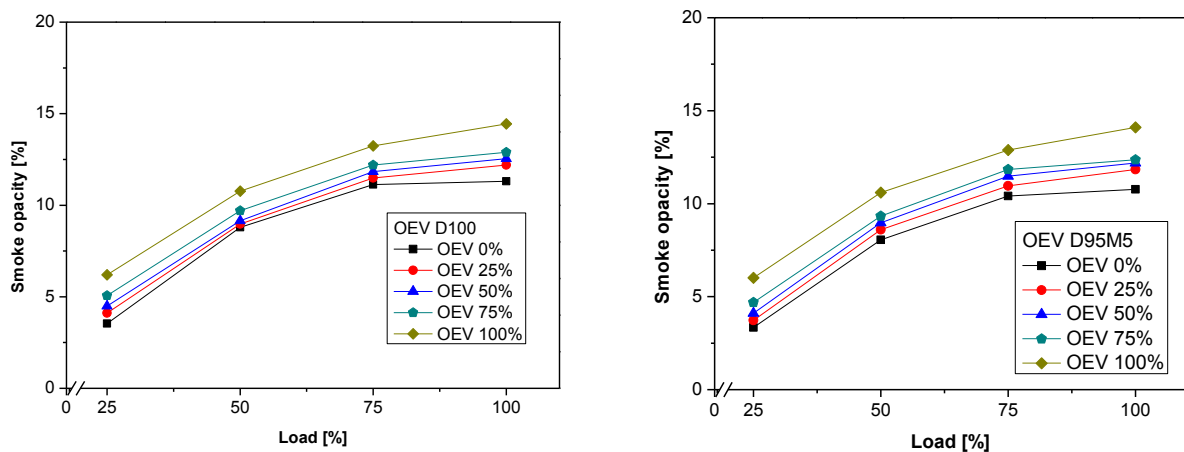 20
15
10
5
0
Smoke opacity [%]
OEV D100
OEV 0%
OEV 25%
OEV 50%
OEV 75%
OEV 100%
0 25 50 75 100
Load [%]
20
15
10
5
0
Smoke opacity [%]
OEV D95M5
OEV 0%
OEV 25%
OEV 50%
OEV 75%
OEV 100%
0 25 50 75 100
Load [%]